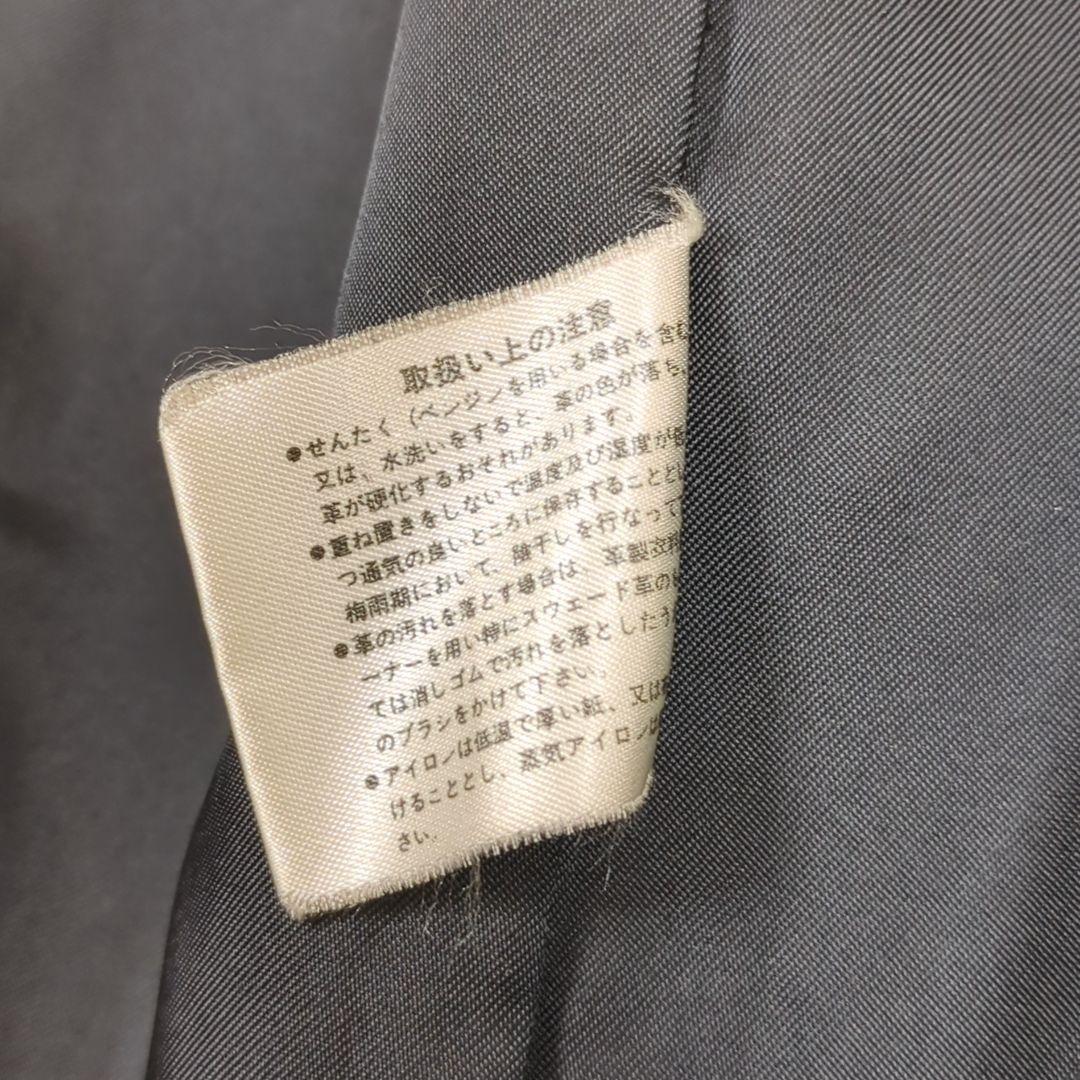 取扱い上の注意
●せんたく（ベンジンを用いる場合を含む
又は、水洗いをすると、革の色が落ち
革が硬化するおそれがあります。
●重ね置きをしないで温度及び湿度が
つ通気の良いところに保存することと
梅雨期において、陰干しを行なって
●革の汚れを落とす場合は、革製衣料
ーナーを用い特にスウェード革の
ては消しゴムで汚れを落としたう
のブラシをかけて下さい。
●アイロンは低温で厚い紙、又は
けることとし、蒸気アイロンは
さい.